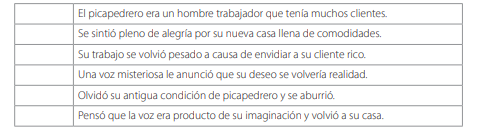 El picapedrero era un hombre trabajador que tenía muchos clientes.
Se sintió pleno de alegría por su nueva casa llena de comodidades.
Su trabajo se volvió pesado a causa de envidiar a su cliente rico.
Una voz misteriosa le anunció que su deseo se volvería realidad.
Olvidó su antigua condición de picapedrero y se aburrió.
Pensó que la voz era producto de su imaginación y volvió a su casa.